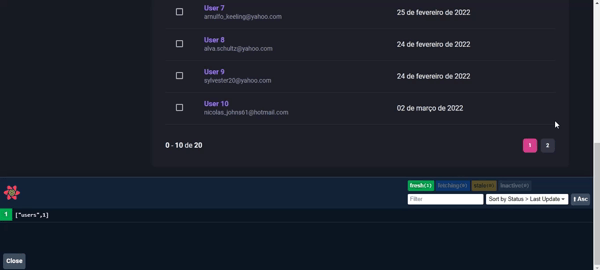 User 7
arnulfo_keeling@yahoo.com
25 de fevereiro de 2022
User 8
alva.schultz@yahoo.com
24 de fevereiro de 2022
User 9
sylvester20@yahoo.com
24 de fevereiro de 2022
User 10
nicolas_johns61@hotmail.com
02 de março de 2022
0 - 10 de 20
1
2
fresh(1)
fetching(0)
stale(0)
inactive(0)
Filter
Sort by Status > Last Update
⬆ Asc
1
["users",1]
Close